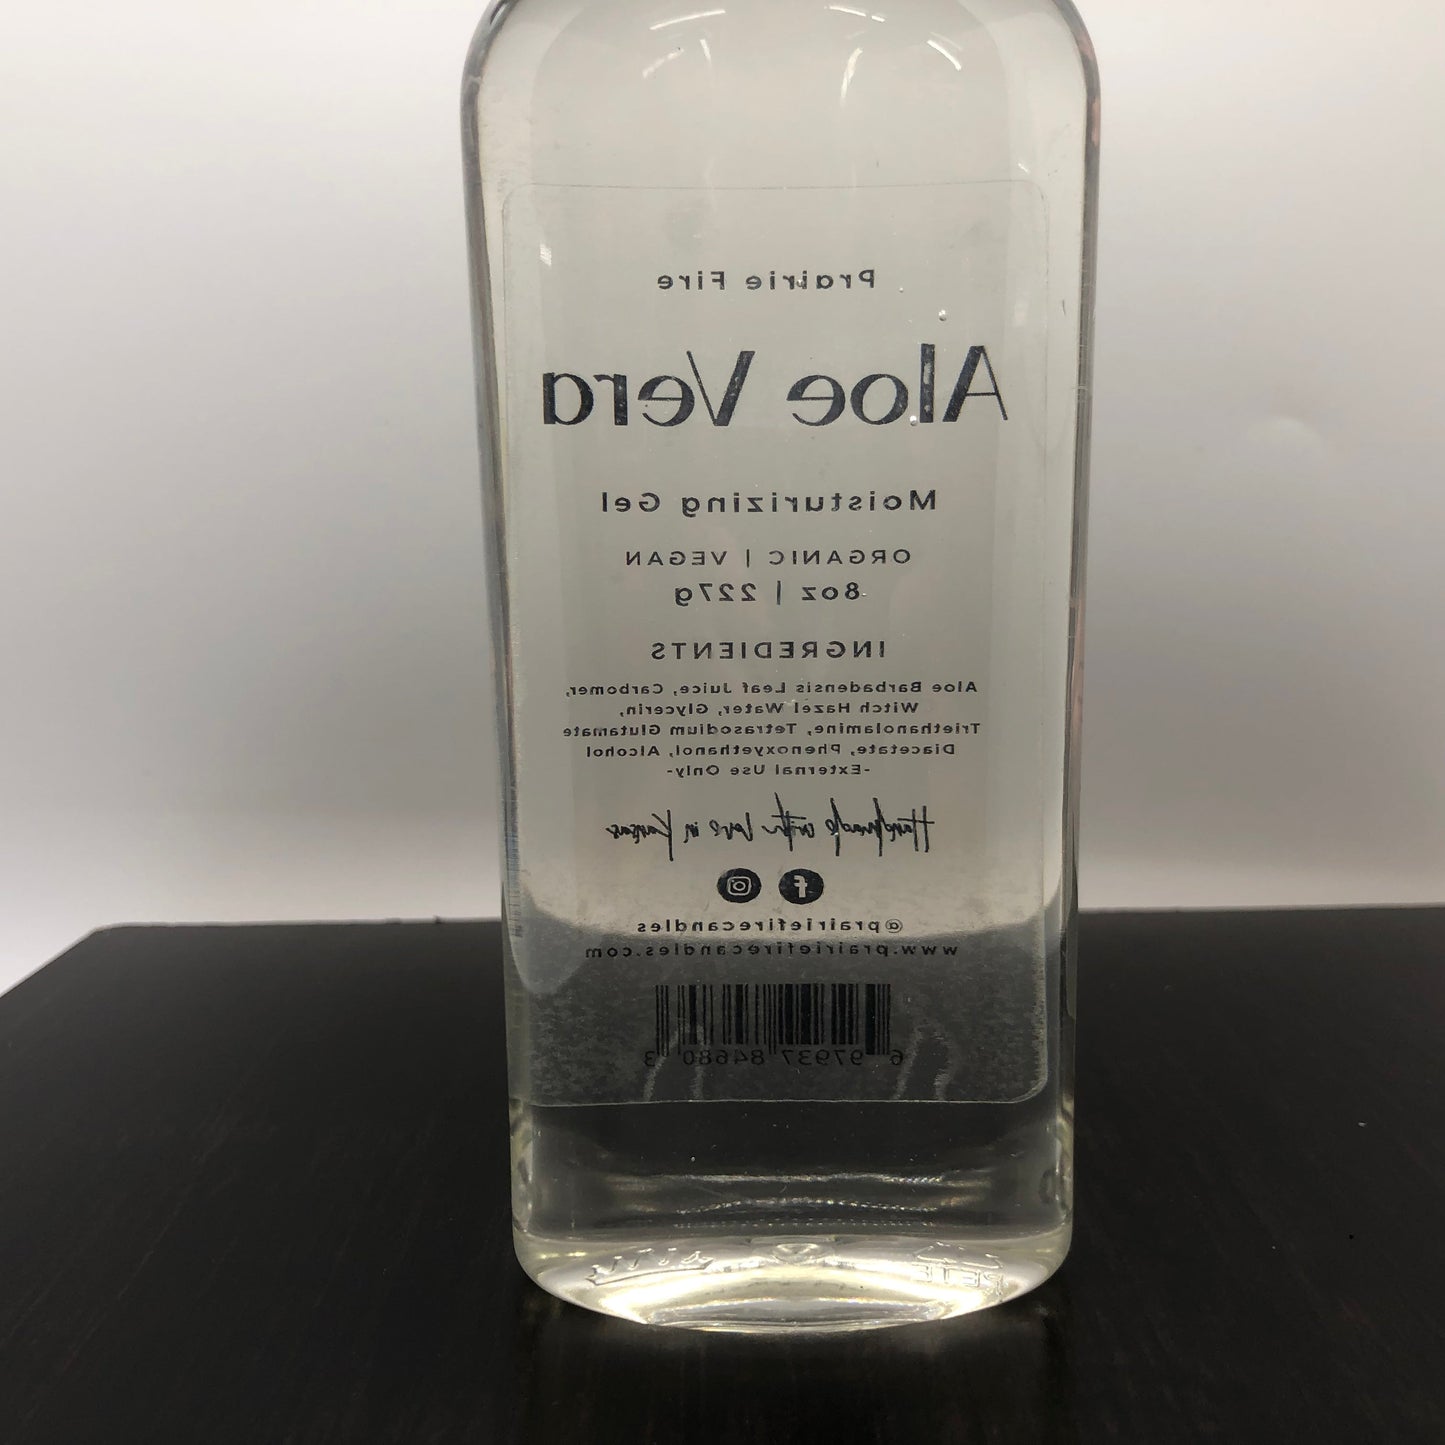 Prairie Fire
Aloe Vera
Moisturizing Gel
ORGANIC | VEGAN
8oz | 227g
INGREDIENTS
Aloe Barbadensis Leaf Juice, Carbomer,
Witch Hazel Water, Glycerin,
Triethanolamine, Tetrasodium Glutamate
Diacetate, Phenoxyethanol, Alcohol
-External Use Only-
Handmade with love in Kansas
@prairiefirecandles
www.prairiefirecandles.com
6 97937 84680 3
PETE